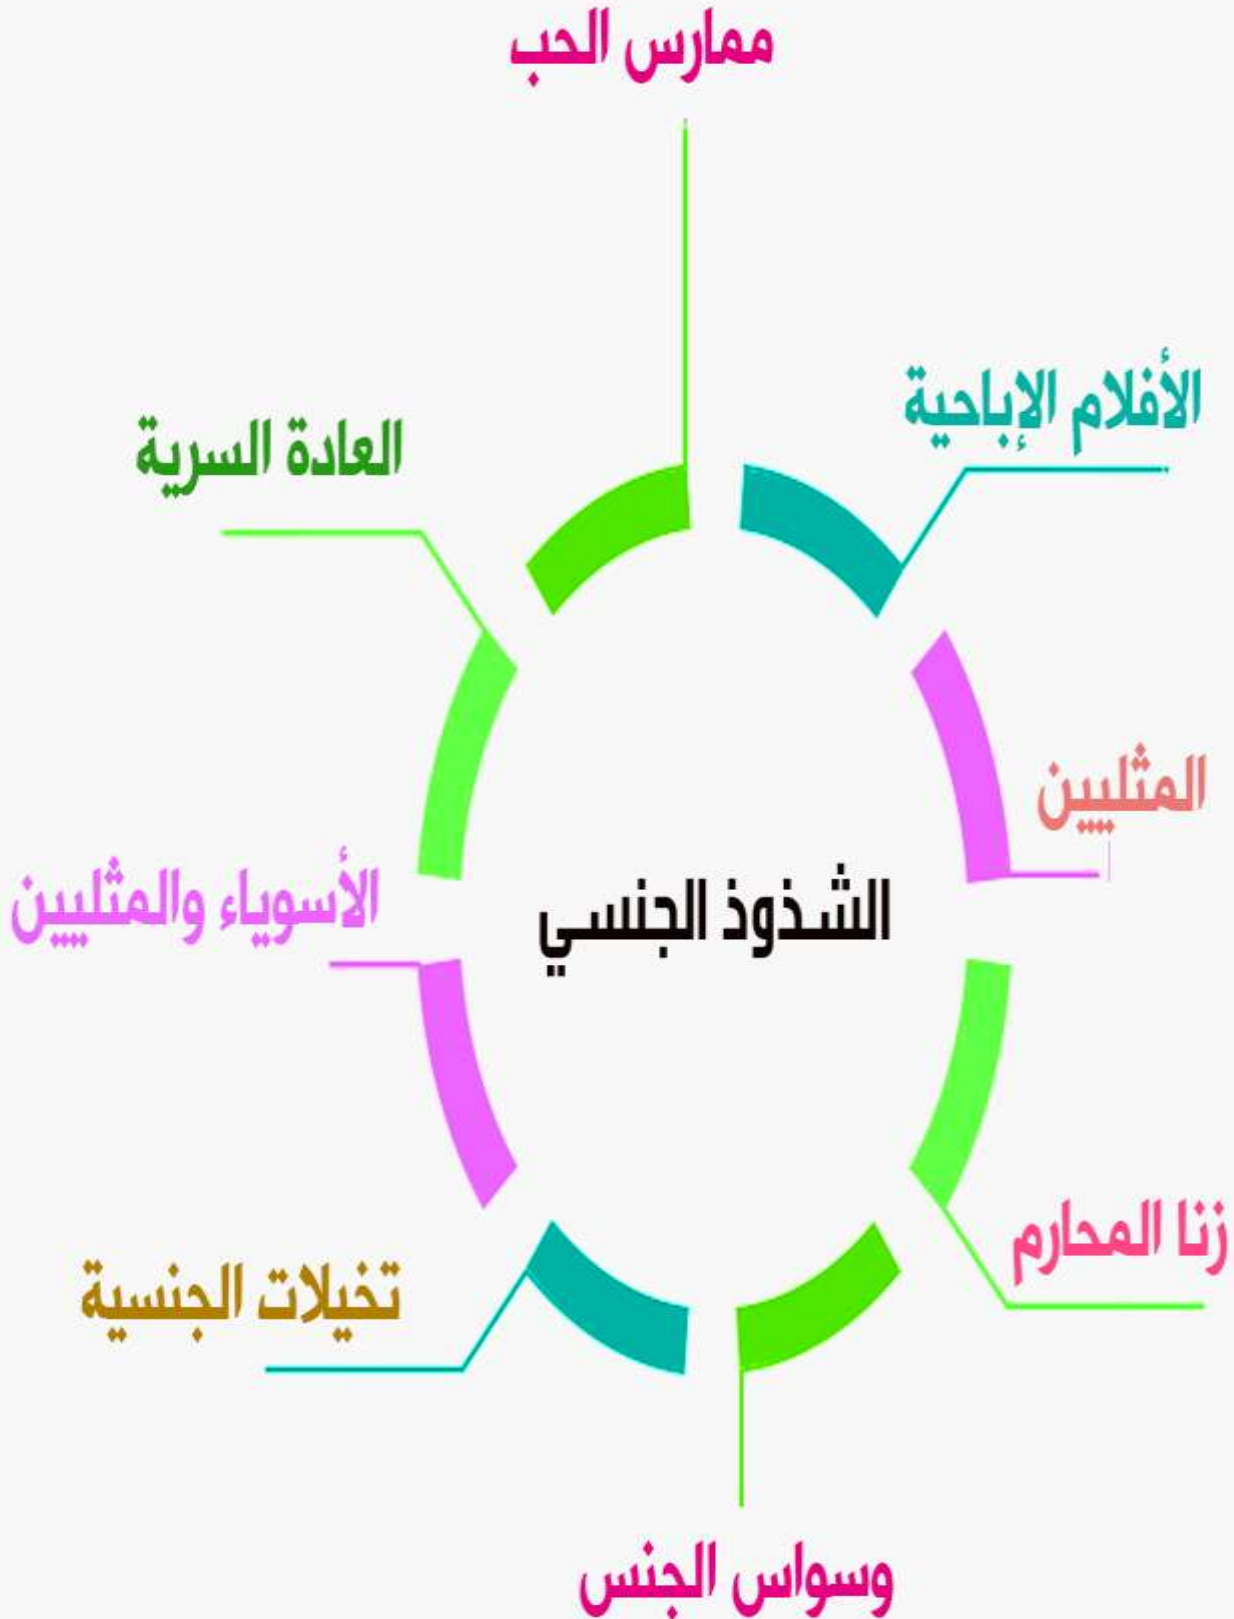 ممارس الحب
الأفلام الإباحية
العادة السرية
المثليين
الأسوياء والمثليين
الشذوذ الجنسي
زنا المحارم
تخيلات الجنسية
وسواس الجنس